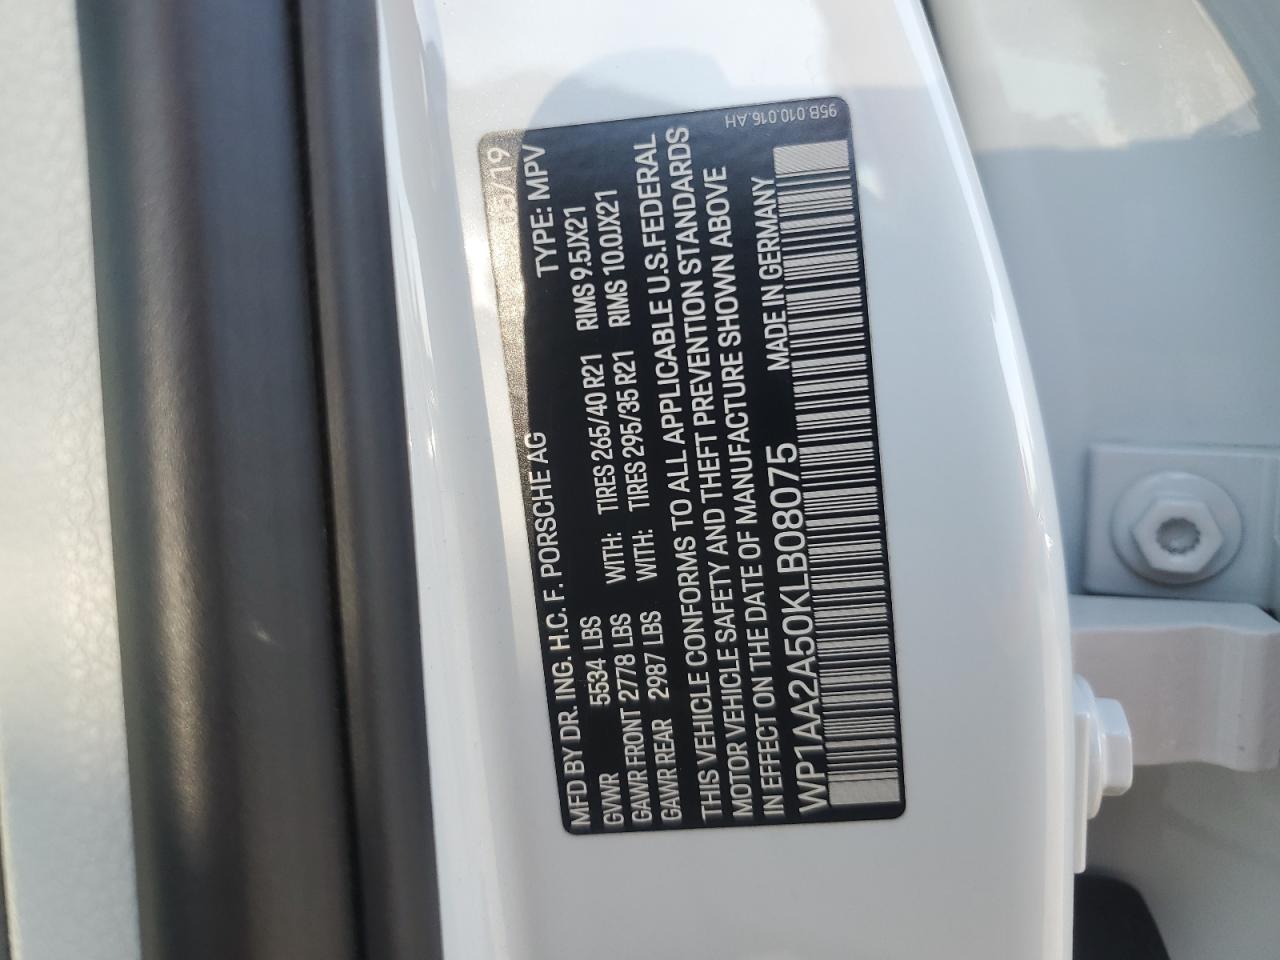 MFD BY DR. ING. H.C. F. PORSCHE AG /19
GVWR 5534 LBS TYPE: MPV
GAWR FRONT 2778 LBS WITH: TIRES 265/40 R21 RIMS 9.5JX21
GAWR REAR 2987 LBS WITH: TIRES 295/35 R21 RIMS 10.0JX21
THIS VEHICLE CONFORMS TO ALL APPLICABLE U.S.FEDERAL
MOTOR VEHICLE SAFETY AND THEFT PREVENTION STANDARDS
IN EFFECT ON THE DATE OF MANUFACTURE SHOWN ABOVE
WP1AA2A50KLB08075 MADE IN GERMANY
95B.010.016.AH